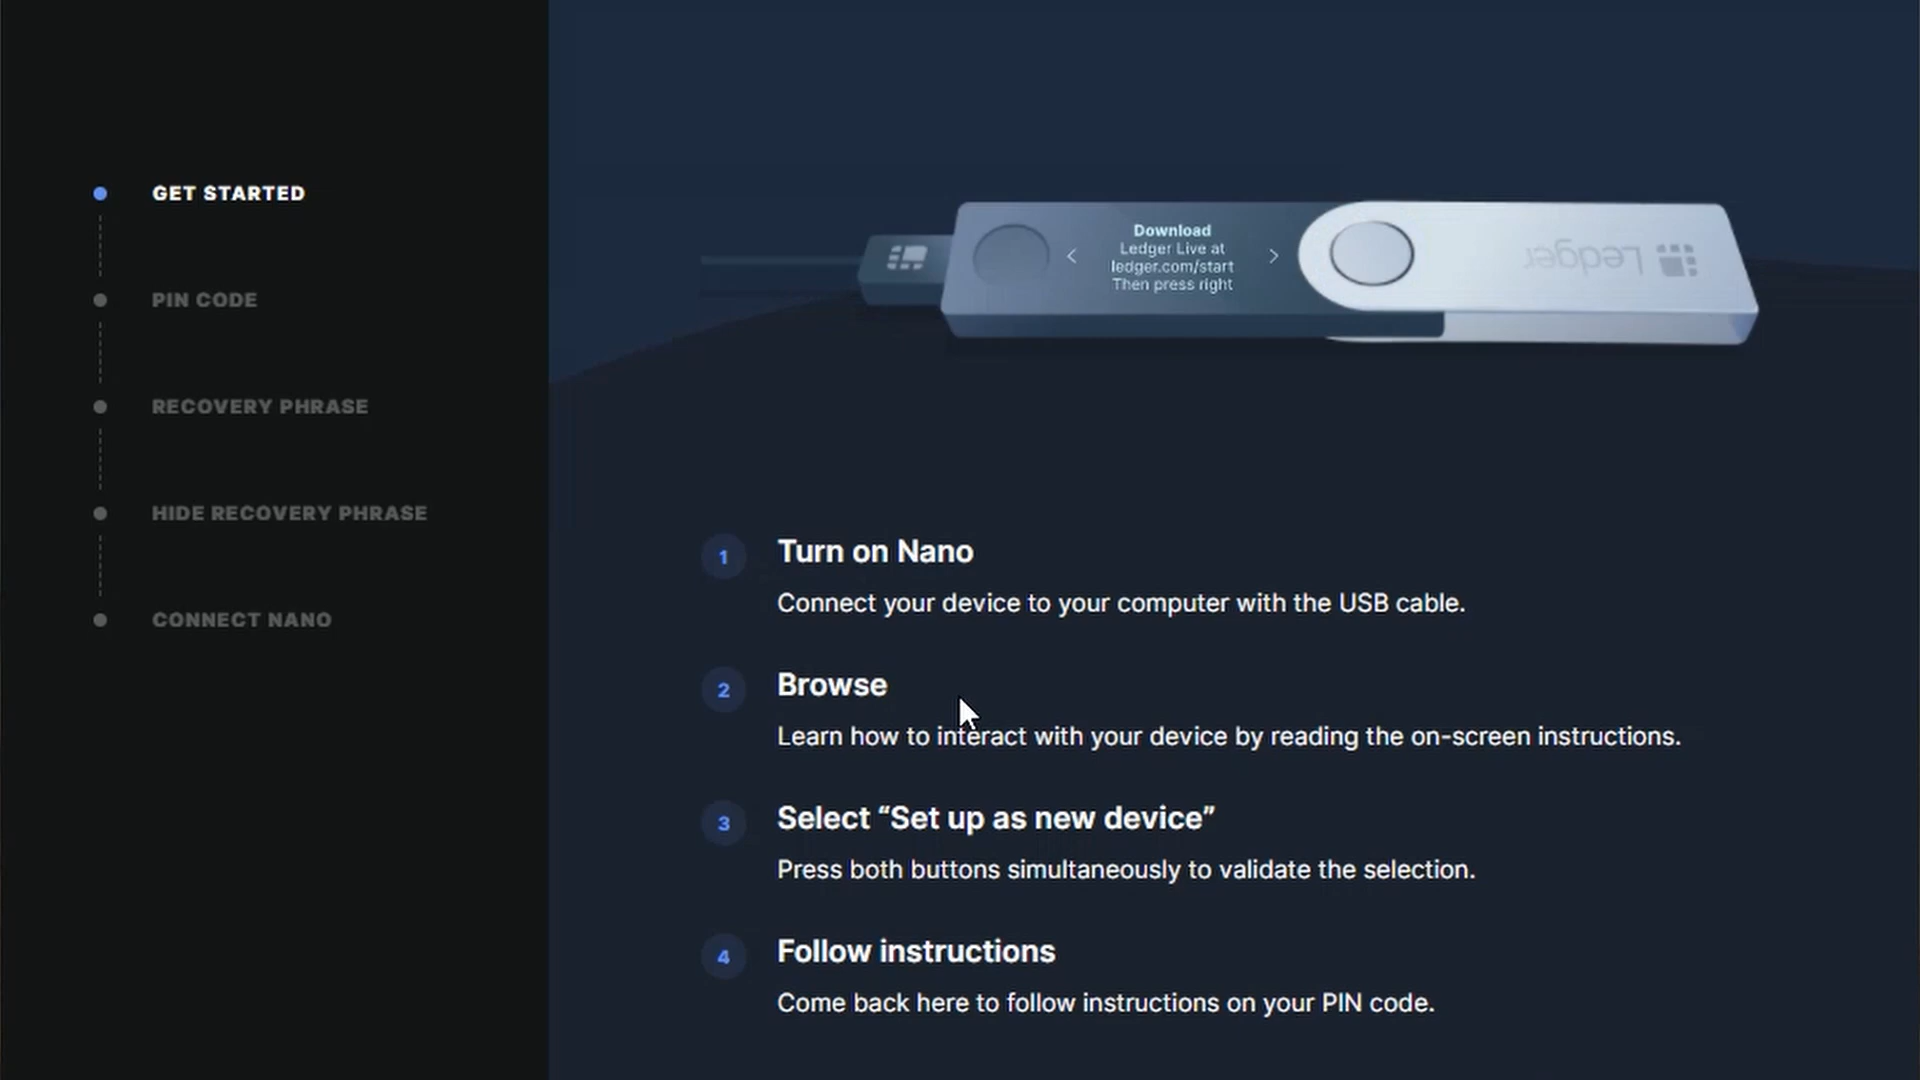 GET STARTED
PIN CODE
RECOVERY PHRASE
HIDE RECOVERY PHRASE
CONNECT NANO
Download
Ledger Live at
ledger.com/start
Then press right
Ledger
1
Turn on Nano
Connect your device to your computer with the USB cable.
2
Browse
Learn how to interact with your device by reading the on-screen instructions.
3
Select “Set up as new device”
Press both buttons simultaneously to validate the selection.
4
Follow instructions
Come back here to follow instructions on your PIN code.